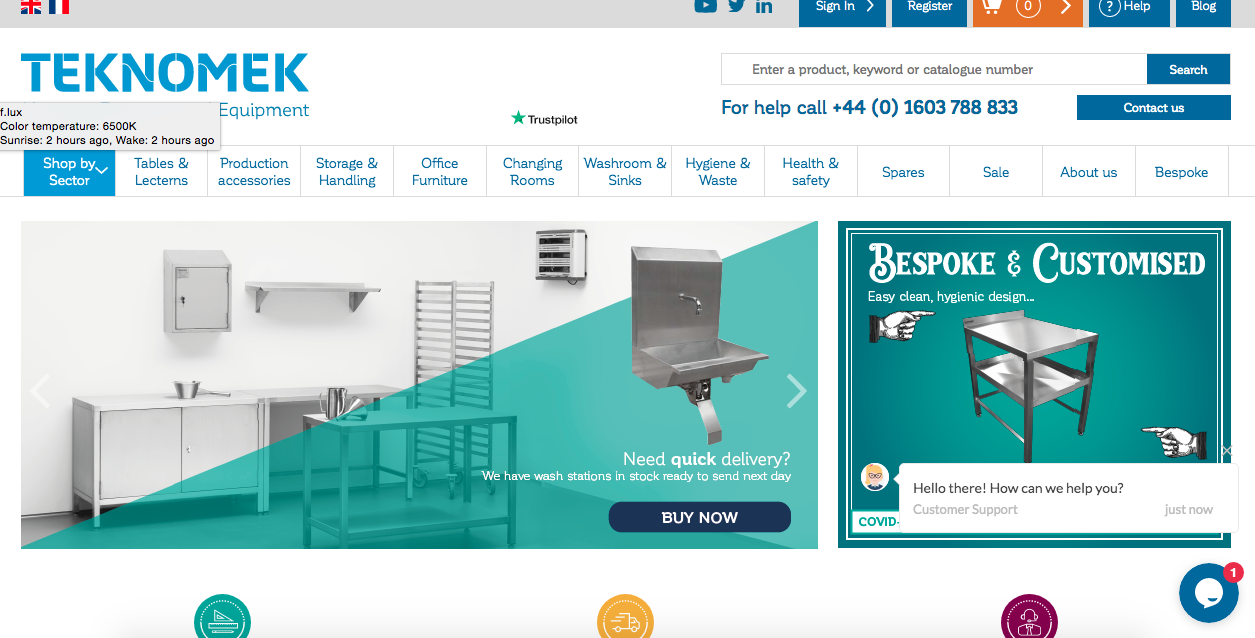 Sign In
Register
0
? Help
Blog
TEKNOMEK
Equipment
Enter a product, keyword or catalogue number
Search
For help call +44 (0) 1603 788 833
Contact us
Trustpilot
f.lux
Color temperature: 6500K
Sunrise: 2 hours ago, Wake: 2 hours ago
Shop by
Sector
Tables &
Lecterns
Production
accessories
Storage &
Handling
Office
Furniture
Changing
Rooms
Washroom &
Sinks
Hygiene &
Waste
Health &
safety
Spares
Sale
About us
Bespoke
Need quick delivery?
We have wash stations in stock ready to send next day
BUY NOW
BESPOKE & CUSTOMISED
Easy clean, hygienic design...
COVID-
Hello there! How can we help you?
Customer Support
just now
1